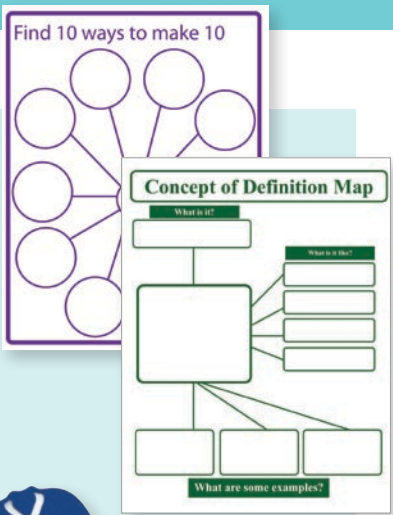 Find 10 ways to make 10
Concept of Definition Map
What is it?
What is it like?
What are some examples?